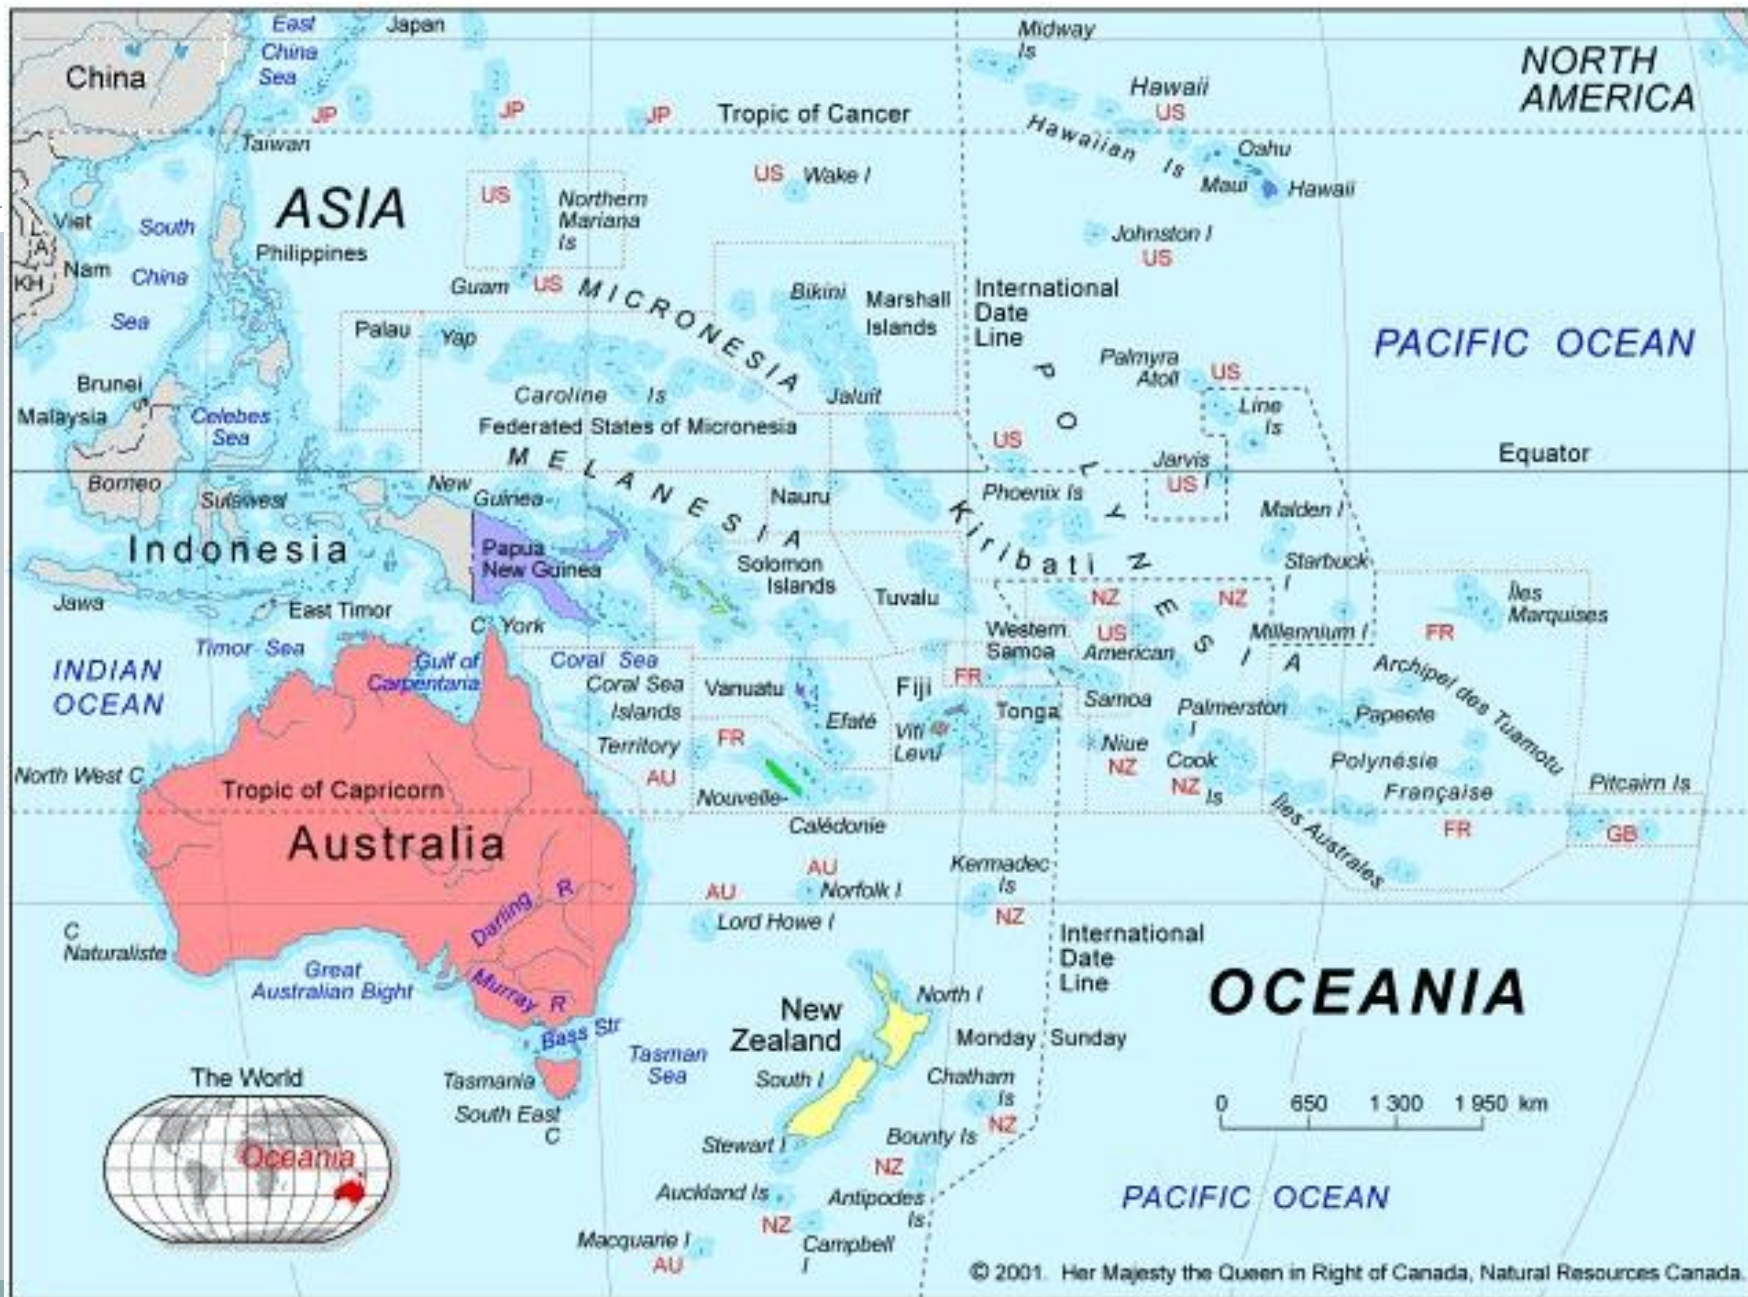 East
China
Sea
Japan
Midway
Is
NORTH
AMERICA
China
Hawaii
US
JP
JP
JP
Tropic of Cancer
Hawaiian Is
Taiwan
Oahu
Maui
Hawaii
ASIA
US
Northern
Mariana
Is
US
Wake I
Viet
Nam
L
A
KH
South
China
Sea
Philippines
Johnston I
US
Guam
US
MICRONESIA
Bikini
Marshall
Islands
International
Date
Line
PACIFIC OCEAN
Palau
Yap
Palmyra
Atoll
US
Brunei
Malaysia
Celebes
Sea
Caroline Is
Jaluit
Line
Is
Federated States of Micronesia
POLYNESIA
US
Equator
MELANESIA
Jarvis
I
US
Borneo
Sulawesi
New
Guinea
Nauru
Phoenix Is
Malden I
Kiribati
Indonesia
Papua
New Guinea
Solomon
Islands
Starbuck
I
Jawa
East Timor
Tuvalu
NZ
NZ
Îles
Marquises
C York
Western
Samoa
US
American
Samoa
Millennium I
FR
Timor Sea
Gulf of
Carpentaria
Coral Sea
INDIAN
OCEAN
Coral Sea
Islands
Territory
AU
Vanuatu
Efaté
Fiji
Viti
Levu
FR
Tonga
Archipel des Tuamotu
Palmerston
I
Papeete
FR
Niue
NZ
Cook
Is
NZ
Polynésie
Française
FR
Pitcairn Is
GB
North West C
Tropic of Capricorn
Nouvelle-
Calédonie
Îles Australes
Australia
AU
Norfolk I
AU
Lord Howe I
Kermadec
Is
NZ
Darling R
C
Naturaliste
Great
Australian Bight
Murray R
International
Date
Line
OCEANIA
New
Zealand
North I
Bass Str
Monday
Sunday
Tasman
Sea
The World
Oceania
Tasmania
South East
C
South I
Chatham
Is
NZ
0 650 1 300 1 950 km
Stewart I
Bounty Is
NZ
Auckland Is
NZ
Antipodes
Is
PACIFIC OCEAN
Macquarie I
AU
Campbell
I
© 2001. Her Majesty the Queen in Right of Canada, Natural Resources Canada.